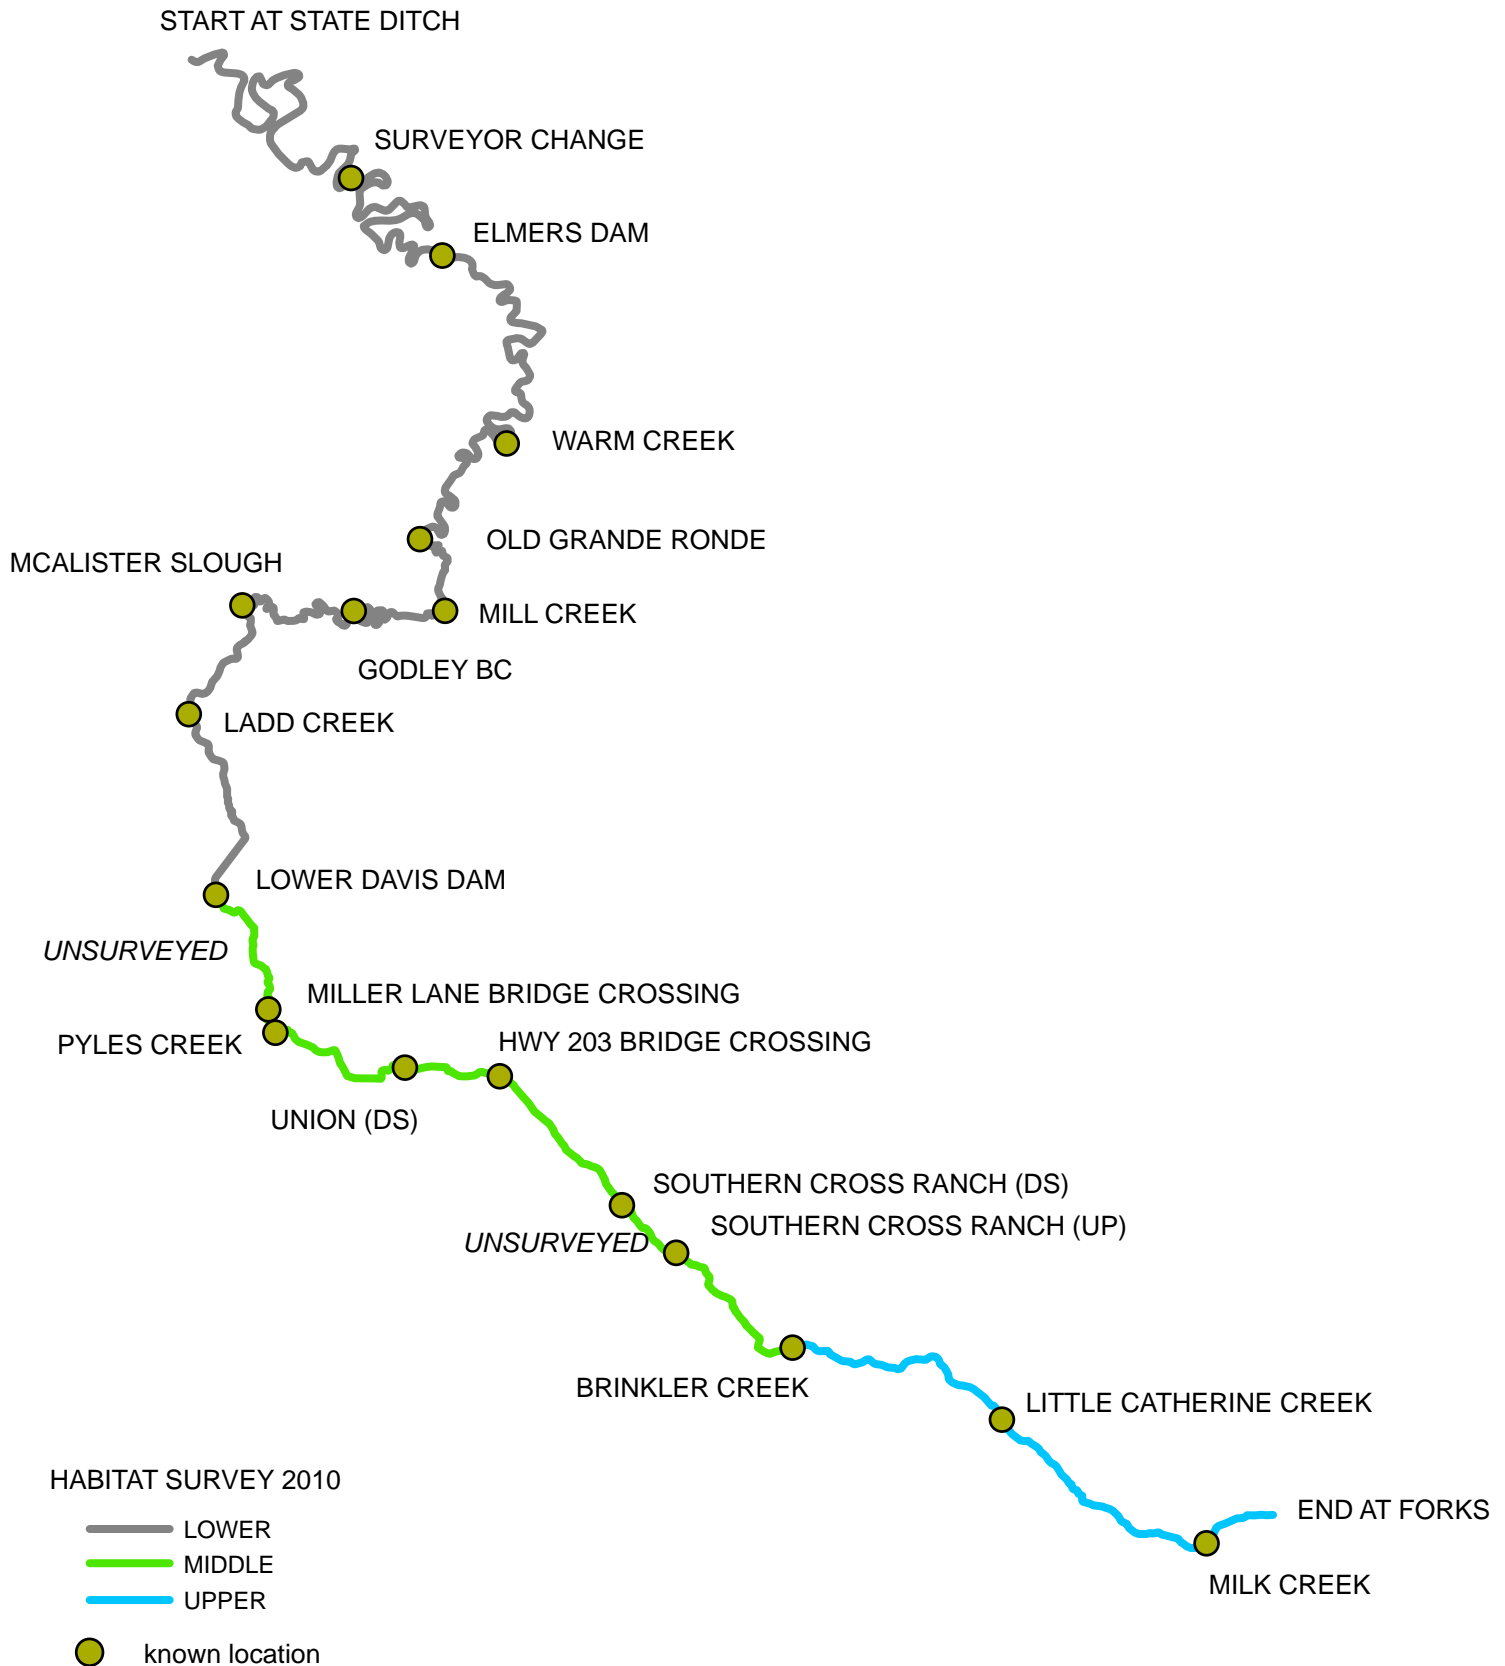 START AT STATE DITCH
SURVEYOR CHANGE
ELMERS DAM
WARM CREEK
OLD GRANDE RONDE
MCALISTER SLOUGH
MILL CREEK
GODLEY BC
LADD CREEK
LOWER DAVIS DAM
UNSURVEYED
MILLER LANE BRIDGE CROSSING
PYLES CREEK
HWY 203 BRIDGE CROSSING
UNION (DS)
SOUTHERN CROSS RANCH (DS)
SOUTHERN CROSS RANCH (UP)
UNSURVEYED
BRINKLER CREEK
LITTLE CATHERINE CREEK
END AT FORKS
MILK CREEK
HABITAT SURVEY 2010
LOWER
MIDDLE
UPPER
known location